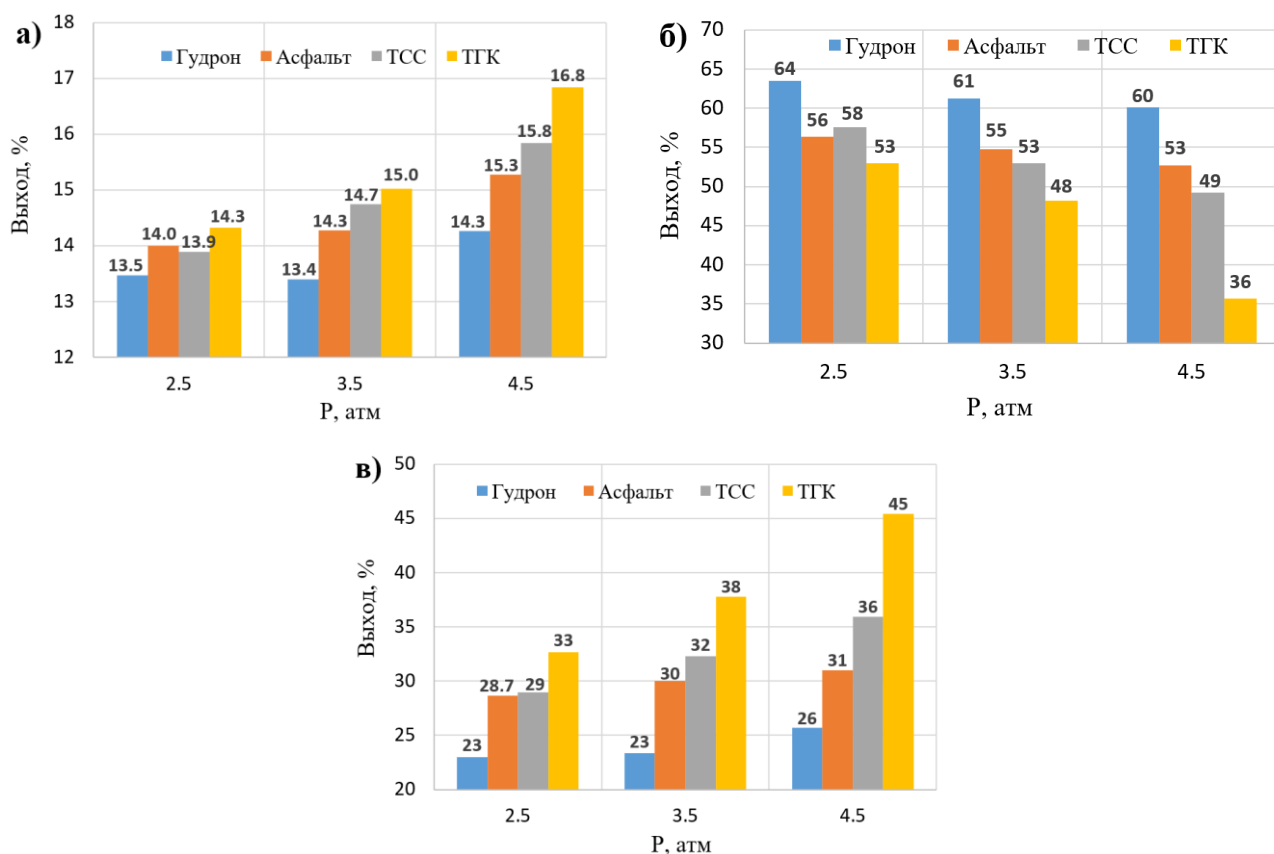 а)
18
17
16
15
14
13
12
Выход, %
Гудрон Асфальт ТСС ТГК
13.5 14.0 13.9 14.3
13.4 14.3 14.7 15.0
14.3 15.3 15.8 16.8
2.5 3.5 4.5
P, атм
б)
70
65
60
55
50
45
40
35
30
Выход, %
Гудрон Асфальт ТСС ТГК
64 56 58 53
61 55 53 48
60 53 49 36
2.5 3.5 4.5
P, атм
в)
50
45
40
35
30
25
20
Выход, %
Гудрон Асфальт ТСС ТГК
23 28.7 29 33
23 30 32 38
26 31 36 45
2.5 3.5 4.5
P, атм